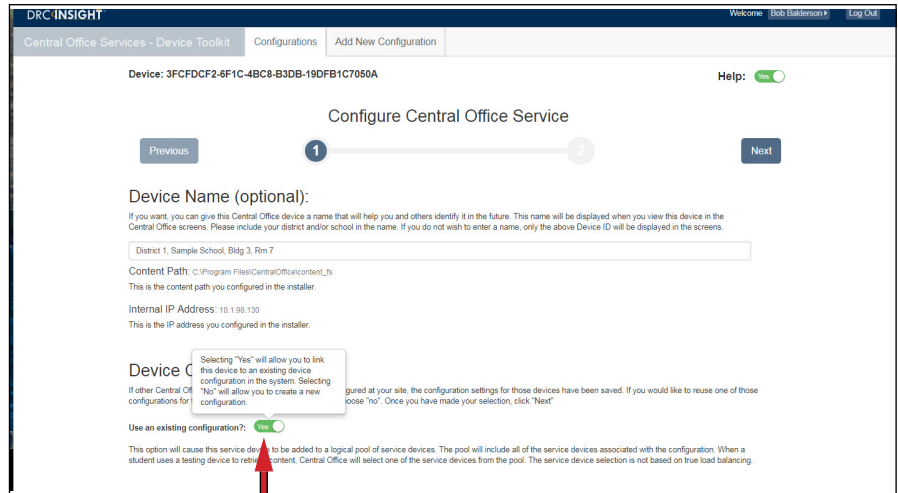 DRC INSIGHT
Welcome Bob Balderson Log Out
Central Office Services - Device Toolkit Configurations Add New Configuration
Device: 3FCFDCF2-6F1C-4BC8-B3DB-19DFB1C7050A
Help: Yes
Configure Central Office Service
Previous 1 2 Next
Device Name (optional):
If you want, you can give this Central Office device a name that will help you and others identify it in the future. This name will be displayed when you view this device in the
Central Office screens. Please include your district and/or school in the name. If you do not wish to enter a name, only the above Device ID will be displayed in the screens.
District 1, Sample School, Bldg 3, Rm 7
Content Path: C:\Program Files\CentralOffice\content_fs
This is the content path you configured in the installer.
Internal IP Address: 10.1.98.130
This is the IP address you configured in the installer.
Selecting "Yes" will allow you to link
this device to an existing device
configuration in the system. Selecting
"No" will allow you to create a new
configuration.
Device
If other Central gured at your site, the configuration settings for those devices have been saved. If you would like to reuse one of those
configurations for oose "no". Once you have made your selection, click "Next"
Use an existing configuration?: Yes
This option will cause this service device to be added to a logical pool of service devices. The pool will include all of the service devices associated with the configuration. When a
student uses a testing device to retrieve content, Central Office will select one of the service devices from the pool. The service device selection is not based on true load balancing.